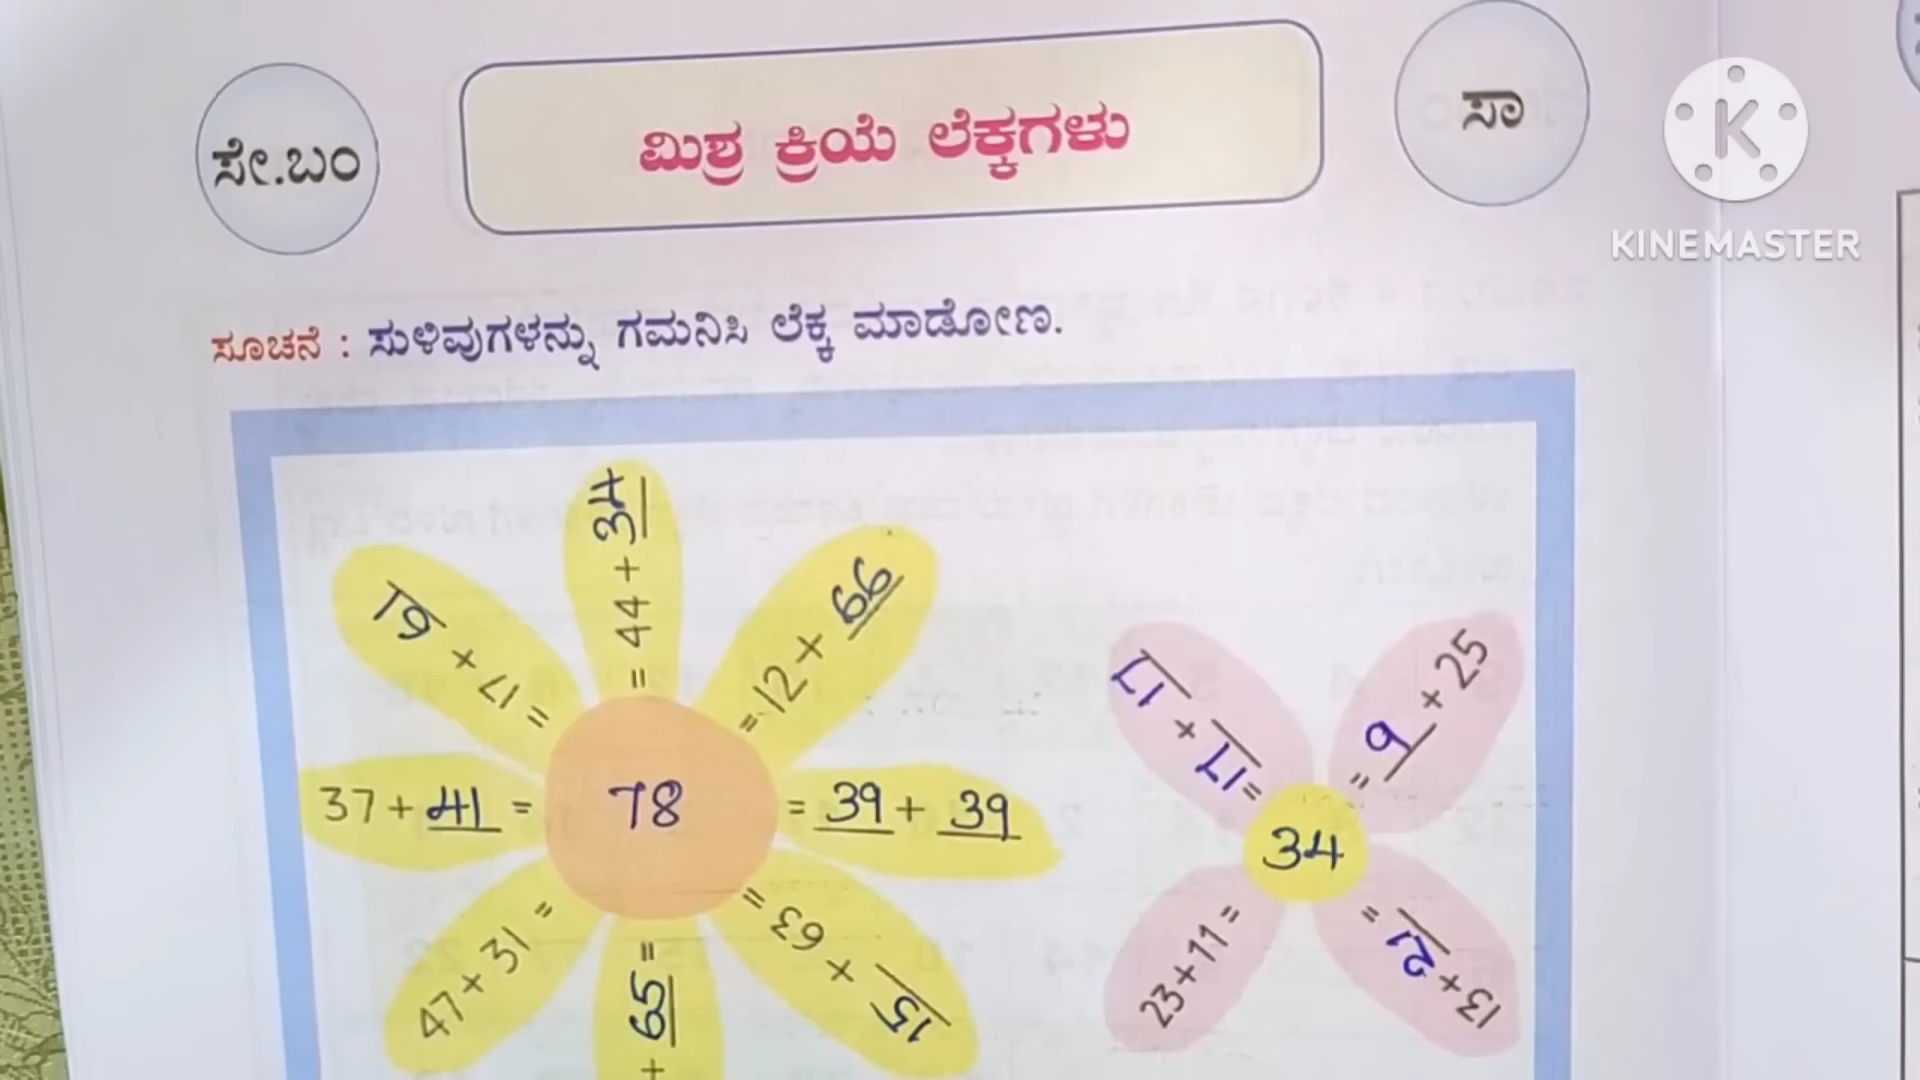 ಸೇ.ಬಂ
ಮಿಶ್ರ ಕ್ರಿಯೆ ಲೆಕ್ಕಗಳು
ಸಾ
KINEMASTER
ಸೂಚನೆ : ಸುಳಿವುಗಳನ್ನು ಗಮನಿಸಿ ಲೆಕ್ಕ ಮಾಡೋಣ.
= 44 + 34
61 + 17 =
= 12 + 66
37 + 41 =
78
= 39 + 39
47 + 31 =
+ 65 =
15 + 63 =
17 + 17 =
= 9 + 25
34
23 + 11 =
13 + 21 =